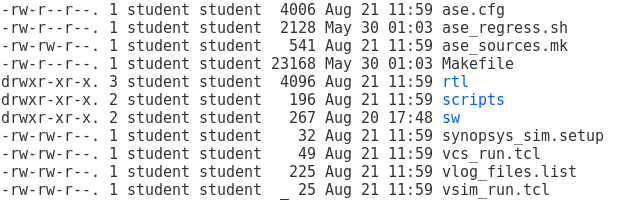 -rw-r--r--. 1 student student  4006 Aug 21 11:59 ase.cfg
-rw-r--r--. 1 student student  2128 May 30 01:03 ase_regress.sh
-rw-rw-r--. 1 student student   541 Aug 21 11:59 ase_sources.mk
-rw-r--r--. 1 student student 23168 May 30 01:03 Makefile
drwxr-xr-x. 3 student student  4096 Aug 21 11:59 rtl
drwxr-xr-x. 2 student student   196 Aug 21 11:59 scripts
drwxr-xr-x. 2 student student   267 Aug 20 17:48 sw
-rw-rw-r--. 1 student student    32 Aug 21 11:59 synopsys_sim.setup
-rw-rw-r--. 1 student student    49 Aug 21 11:59 vcs_run.tcl
-rw-rw-r--. 1 student student   225 Aug 21 11:59 vlog_files.list
-rw-rw-r--. 1 student student  _ 25 Aug 21 11:59 vsim_run.tcl